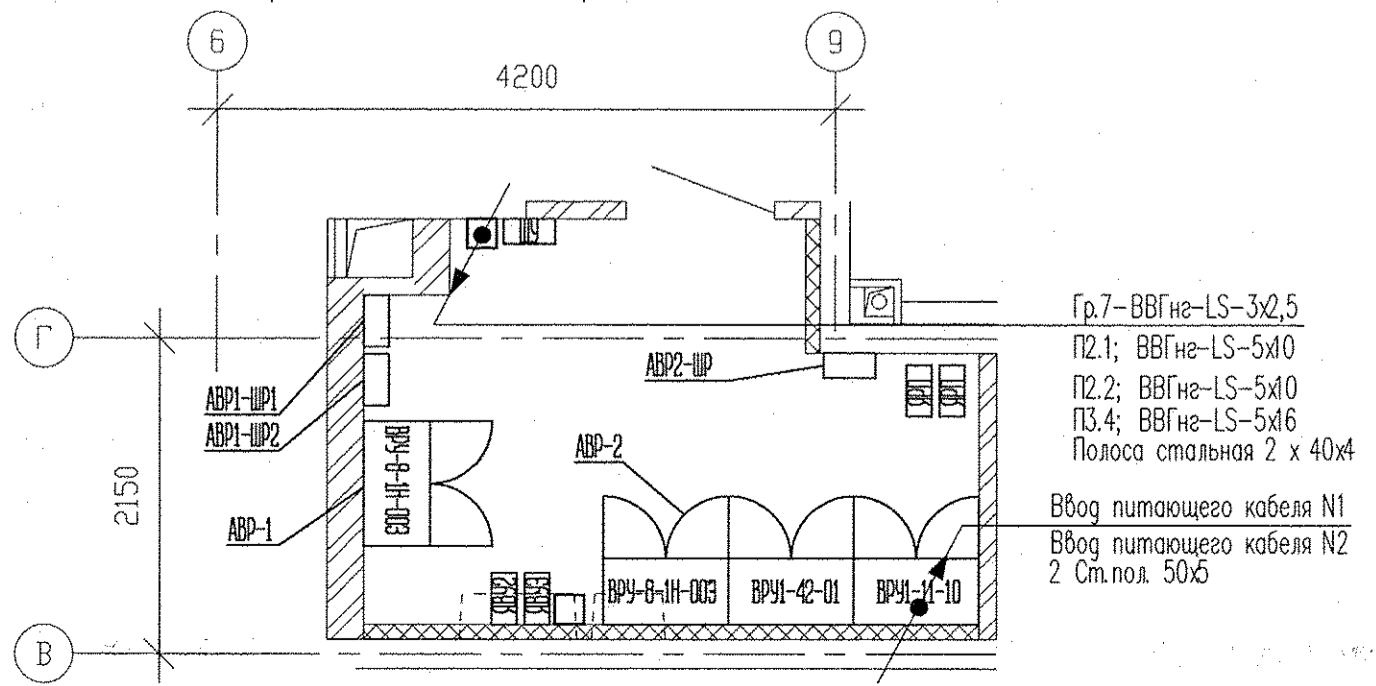 6
9
4200
ШУ
Г
Гр.7-ВВГнг-LS-3х2,5
П2.1; ВВГнг-LS-5х10
АВР2-ШР
П2.2; ВВГнг-LS-5х10
АВР1-ШР1
П3.4; ВВГнг-LS-5х16
АВР1-ШР2
Полоса стальная 2 х 40х4
АВР-2
ВРУ-8-1Н-003
2150
АВР-1
Ввод питающего кабеля N1
Ввод питающего кабеля N2
2 Ст.пол. 50х5
ВРУ-8-1Н-003
ВРУ1-42-01
ВРУ1-11-10
В